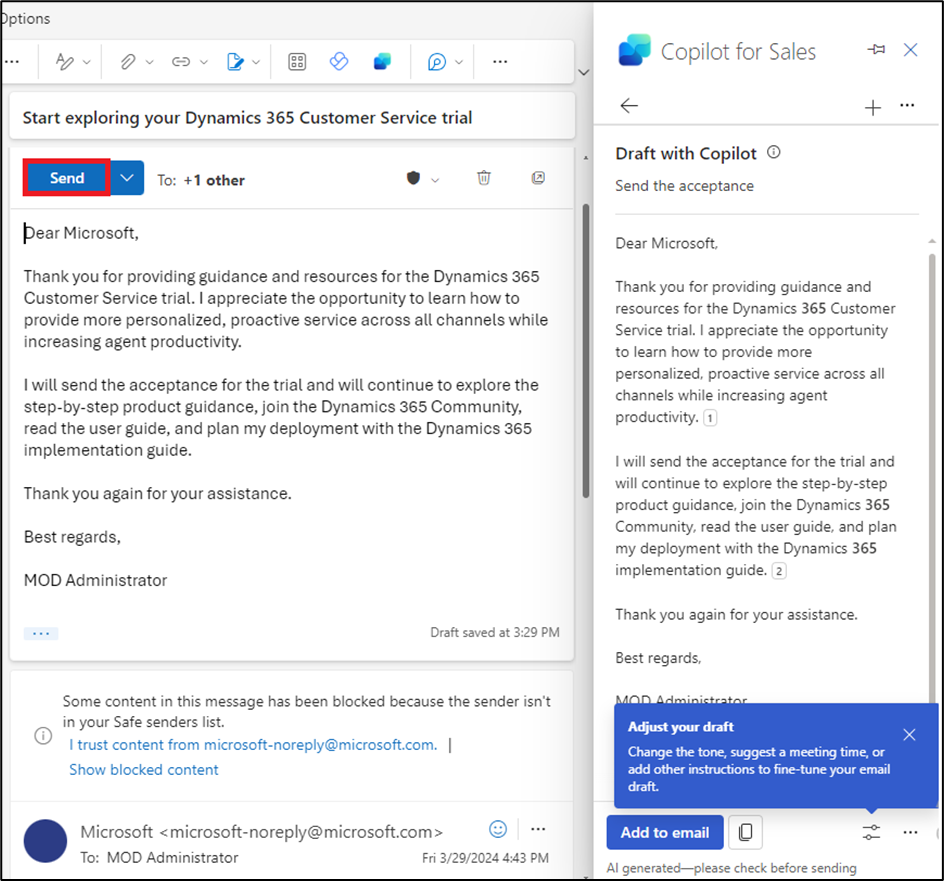 Options
Start exploring your Dynamics 365 Customer Service trial
Send
To: +1 other
Dear Microsoft,
Thank you for providing guidance and resources for the Dynamics 365
Customer Service trial. I appreciate the opportunity to learn how to
provide more personalized, proactive service across all channels while
increasing agent productivity.
I will send the acceptance for the trial and will continue to explore the
step-by-step product guidance, join the Dynamics 365 Community,
read the user guide, and plan my deployment with the Dynamics 365
implementation guide.
Thank you again for your assistance.
Best regards,
MOD Administrator
Draft saved at 3:29 PM
Some content in this message has been blocked because the sender isn't
in your Safe senders list.
I trust content from microsoft-noreply@microsoft.com. |
Show blocked content
Microsoft <microsoft-noreply@microsoft.com>
To: MOD Administrator
Fri 3/29/2024 4:43 PM
Copilot for Sales
Draft with Copilot
Send the acceptance
Dear Microsoft,
Thank you for providing guidance and
resources for the Dynamics 365 Customer
Service trial. I appreciate the opportunity
to learn how to provide more
personalized, proactive service across all
channels while increasing agent
productivity. 1
I will send the acceptance for the trial and
will continue to explore the step-by-step
product guidance, join the Dynamics 365
Community, read the user guide, and plan
my deployment with the Dynamics 365
implementation guide. 2
Thank you again for your assistance.
Best regards,
MOD Administrator
Adjust your draft
Change the tone, suggest a meeting time, or
add other instructions to fine-tune your email
draft.
Add to email
AI generated—please check before sending